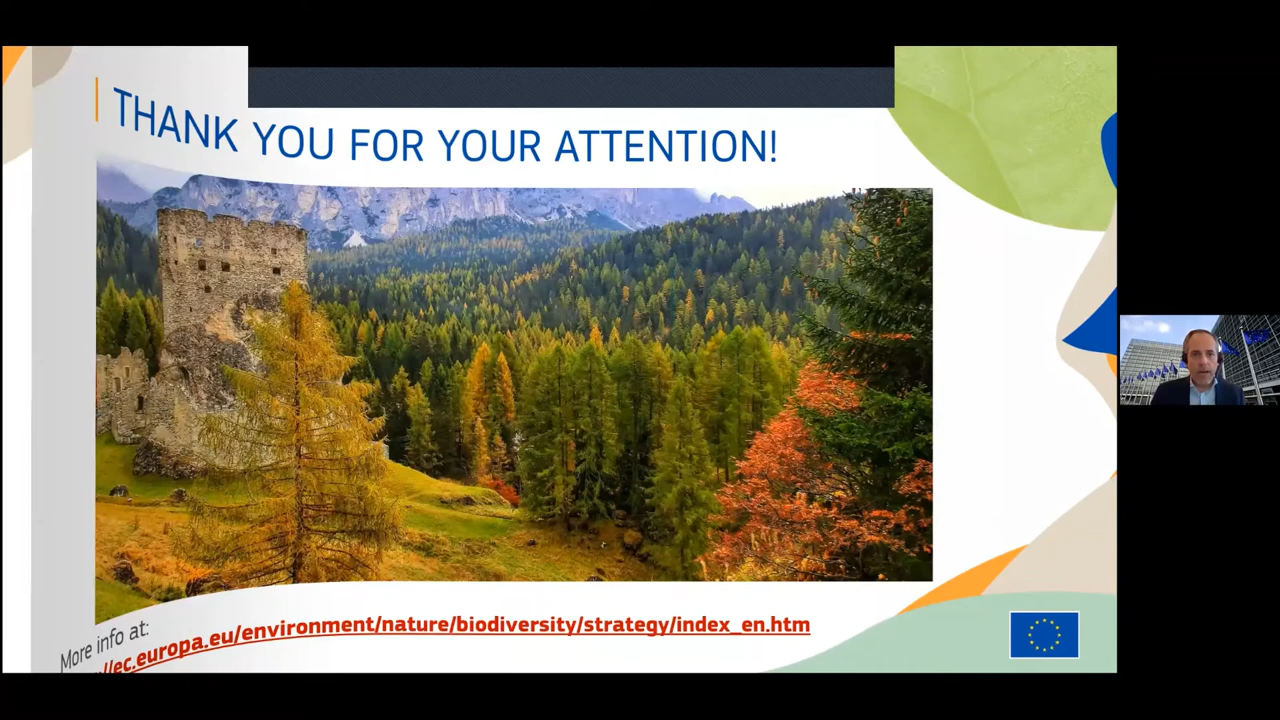 THANK YOU FOR YOUR ATTENTION!
More info at:
//ec.europa.eu/environment/nature/biodiversity/strategy/index_en.htm